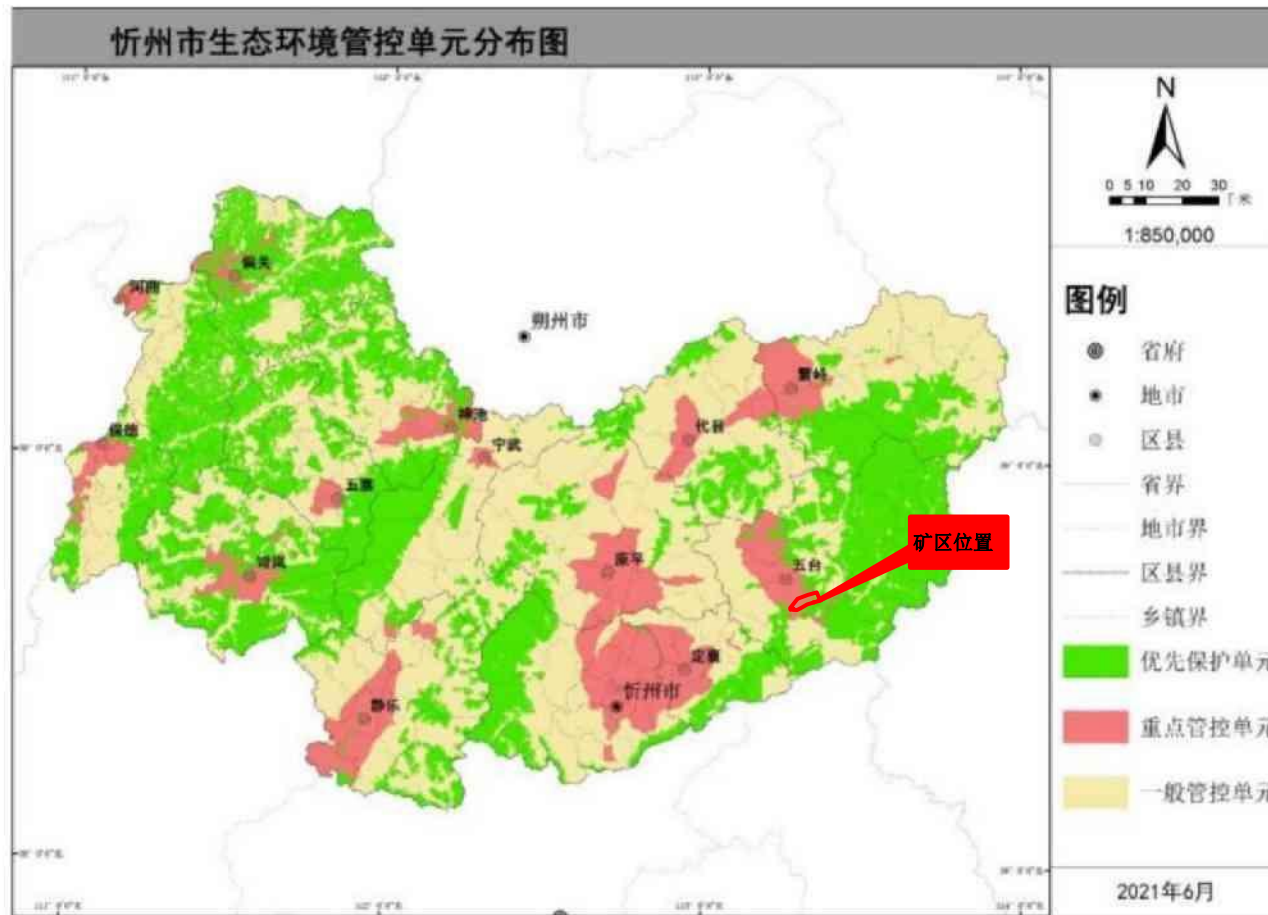 忻州市生态环境管控单元分布图
N
0 5 10 20 30
千米
1:850,000
图例
省府
地市
区县
省界
地市界
区县界
乡镇界
优先保护单元
重点管控单元
一般管控单元
2021年6月
偏关
河曲
朔州市
繁峙
神池
代县
保德
宁武
五寨
矿区位置
原平
五台
岢岚
定襄
忻州市
静乐